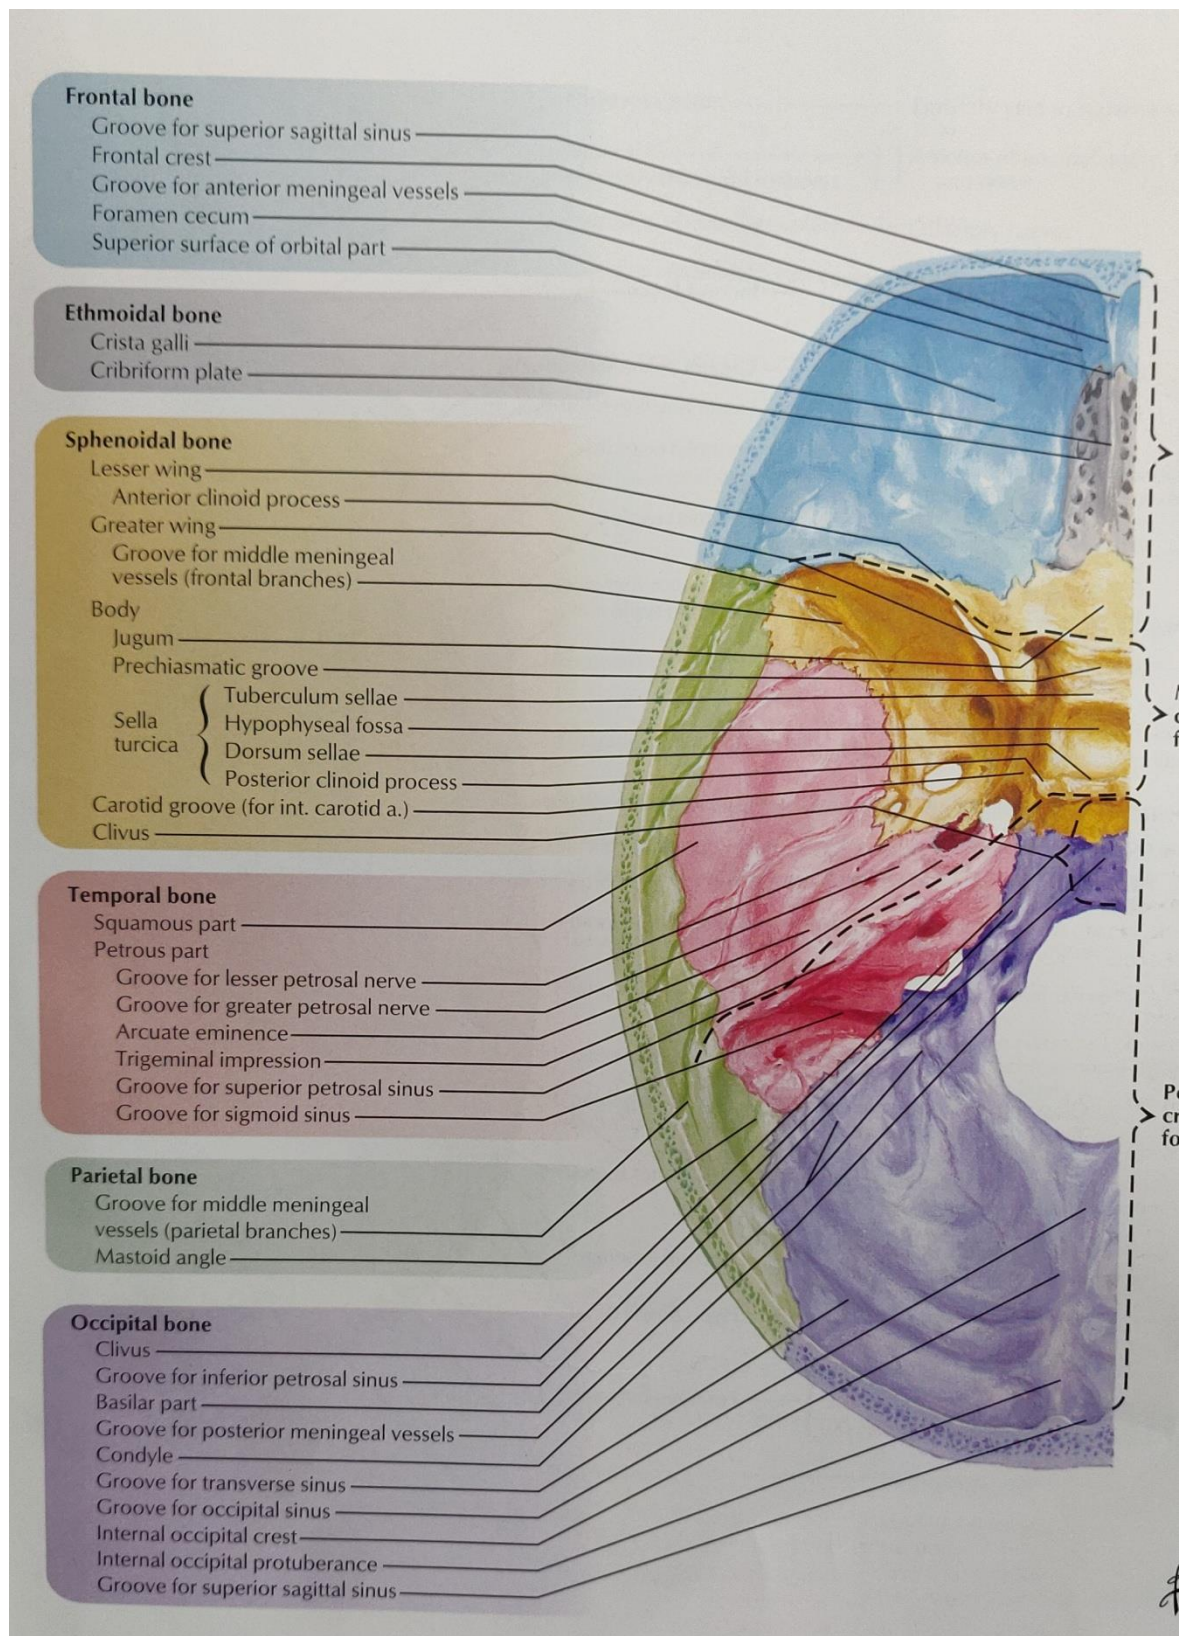 Frontal bone
Groove for superior sagittal sinus
Frontal crest
Groove for anterior meningeal vessels
Foramen cecum
Superior surface of orbital part
Ethmoidal bone
Crista galli
Cribriform plate
Sphenoidal bone
Lesser wing
Anterior clinoid process
Greater wing
Groove for middle meningeal
vessels (frontal branches)
Body
Jugum
Prechiasmatic groove
Sella
turcica
Tuberculum sellae
Hypophyseal fossa
Dorsum sellae
Posterior clinoid process
Carotid groove (for int. carotid a.)
Clivus
Temporal bone
Squamous part
Petrous part
Groove for lesser petrosal nerve
Groove for greater petrosal nerve
Arcuate eminence
Trigeminal impression
Groove for superior petrosal sinus
Groove for sigmoid sinus
Parietal bone
Groove for middle meningeal
vessels (parietal branches)
Mastoid angle
Occipital bone
Clivus
Groove for inferior petrosal sinus
Basilar part
Groove for posterior meningeal vessels
Condyle
Groove for transverse sinus
Groove for occipital sinus
Internal occipital crest
Internal occipital protuberance
Groove for superior sagittal sinus